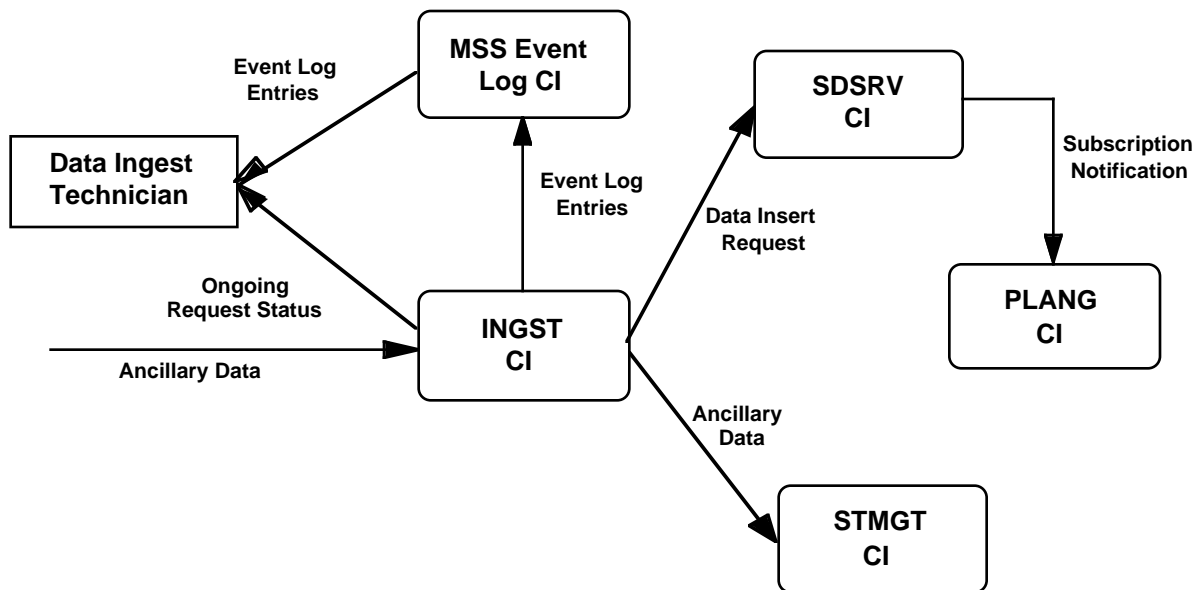 MSS Event
Log CI
Event Log
Entries
SDSRV
CI
Data Ingest
Technician
Subscription
Notification
Event Log
Entries
Data Insert
Request
Ongoing
Request Status
INGST
CI
PLANG
CI
Ancillary Data
Ancillary
Data
STMGT
CI